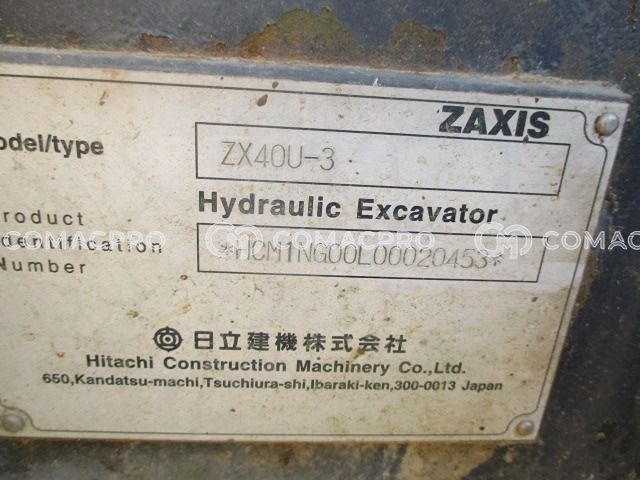 ZAXIS
odel/type
ZX40U-3
Hydraulic Excavator
roduct
dentification
Number
*HCM1NG00L00020453*
COMACPRO COMACPRO COMACPRO
日立建機株式会社
Hitachi Construction Machinery Co.,Ltd.
650,Kandatsu-machi,Tsuchiura-shi,Ibaraki-ken,300-0013 Japan